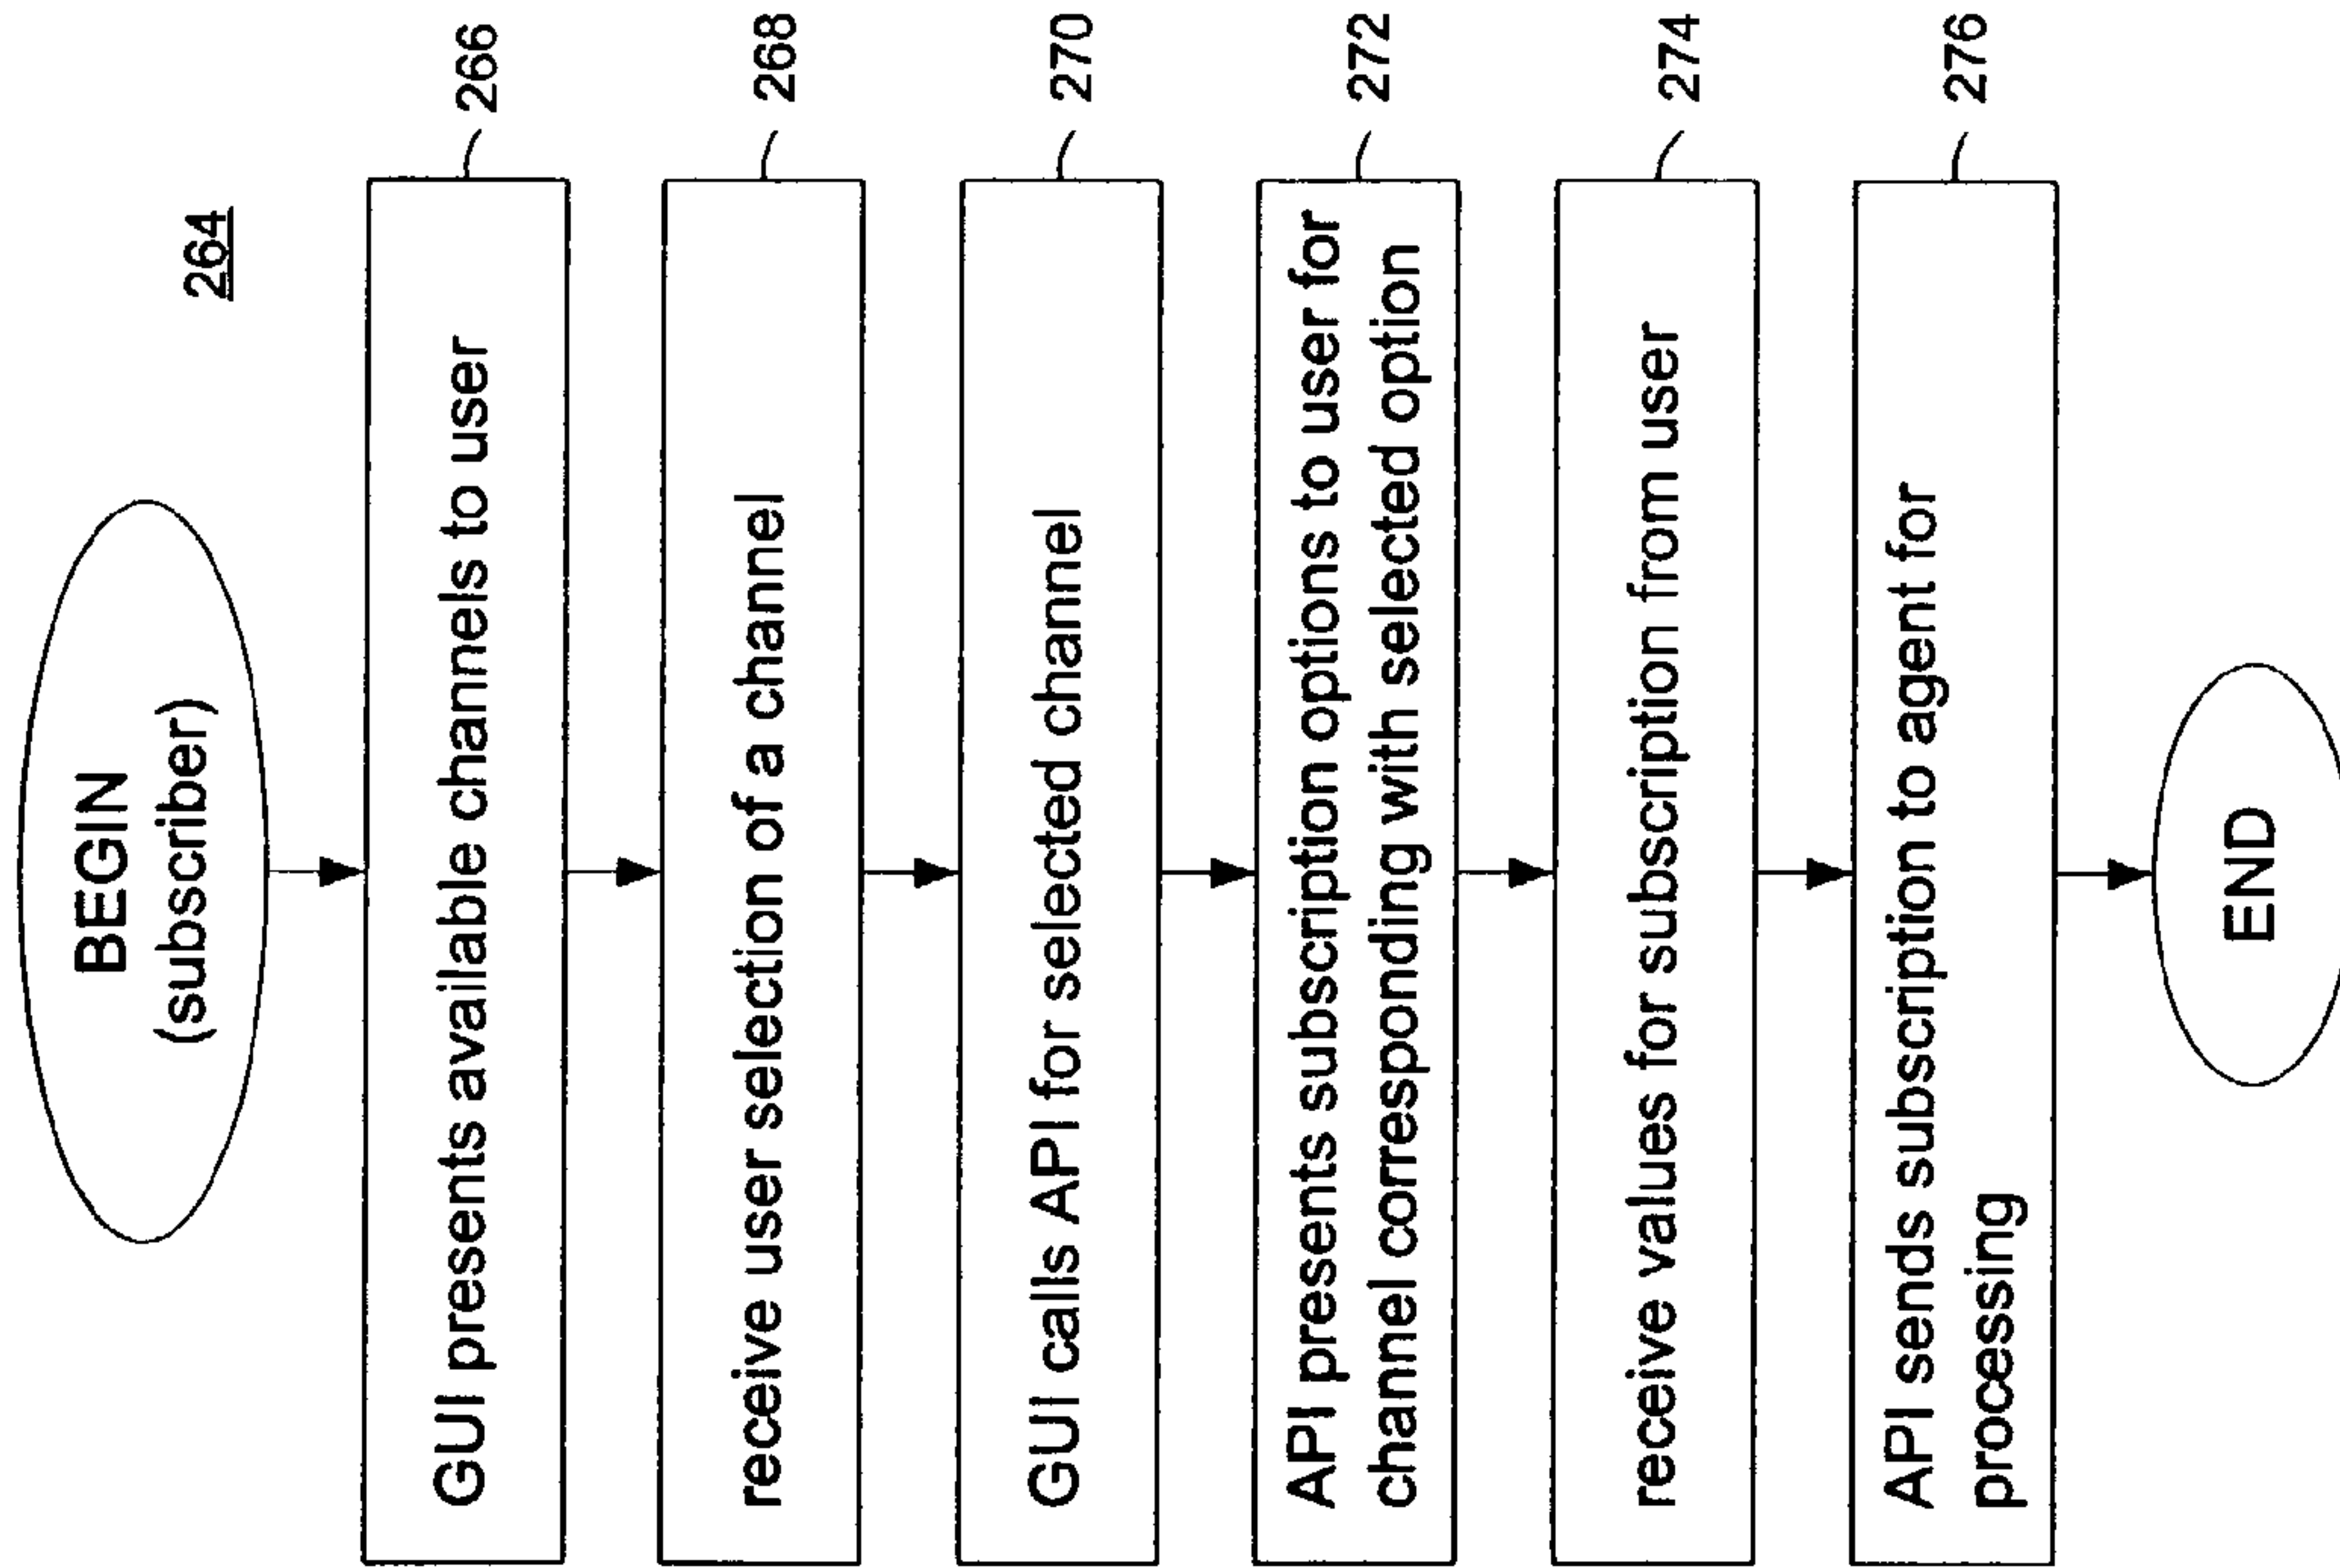 264
BEGIN
(subscriber)
GUI presents available channels to user
266
receive user selection of a channel
268
GUI calls API for selected channel
270
API presents subscription options to user for
channel corresponding with selected option
272
receive values for subscription from user
274
API sends subscription to agent for
processing
276
END